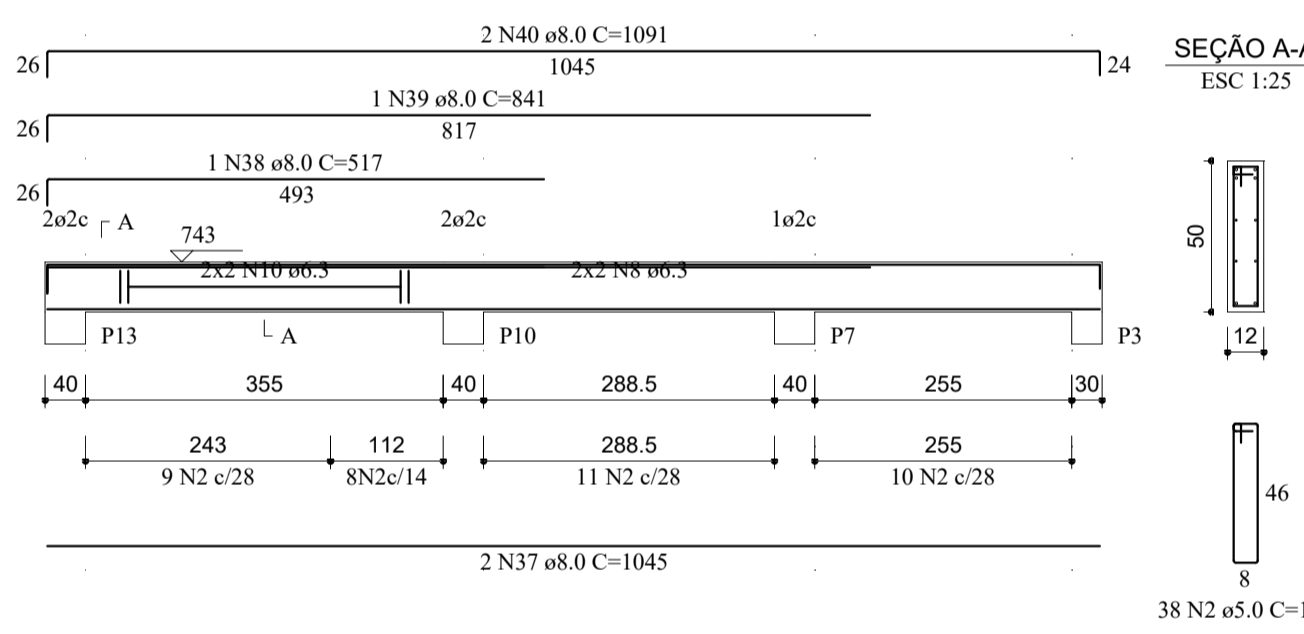 2 N40 ø8.0 C=1091
26 1045 24
SEÇÃO A-A
ESC 1:25
1 N39 ø8.0 C=841
26 817
1 N38 ø8.0 C=517
26 493
2ø2c A 2ø2c 1ø2c
743
2x2 N10 ø6.3 2x2 N8 ø6.3
50
P13 A P10 P7 P3
12
40 355 40 288.5 40 255 30
243 112 288.5 255
9 N2 c/28 8N2c/14 11 N2 c/28 10 N2 c/28
46
2 N37 ø8.0 C=1045
8
38 N2 ø5.0 C=1